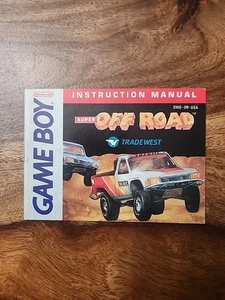 INSTRUCTION MANUAL
DMG-OR-USA
SUPER OFF ROAD
TRADEWEST
GAME BOY